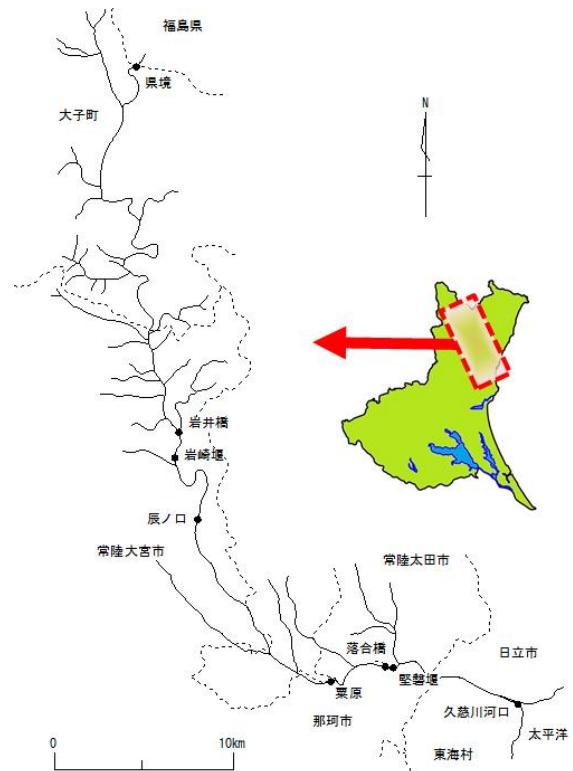 福島県
県境
大子町
N
岩井橋
岩崎堰
辰ノ口
常陸大宮市
常陸太田市
落合橋
日立市
粟原
堅磐堰
久慈川河口
那珂市
太平洋
東海村
0
10km